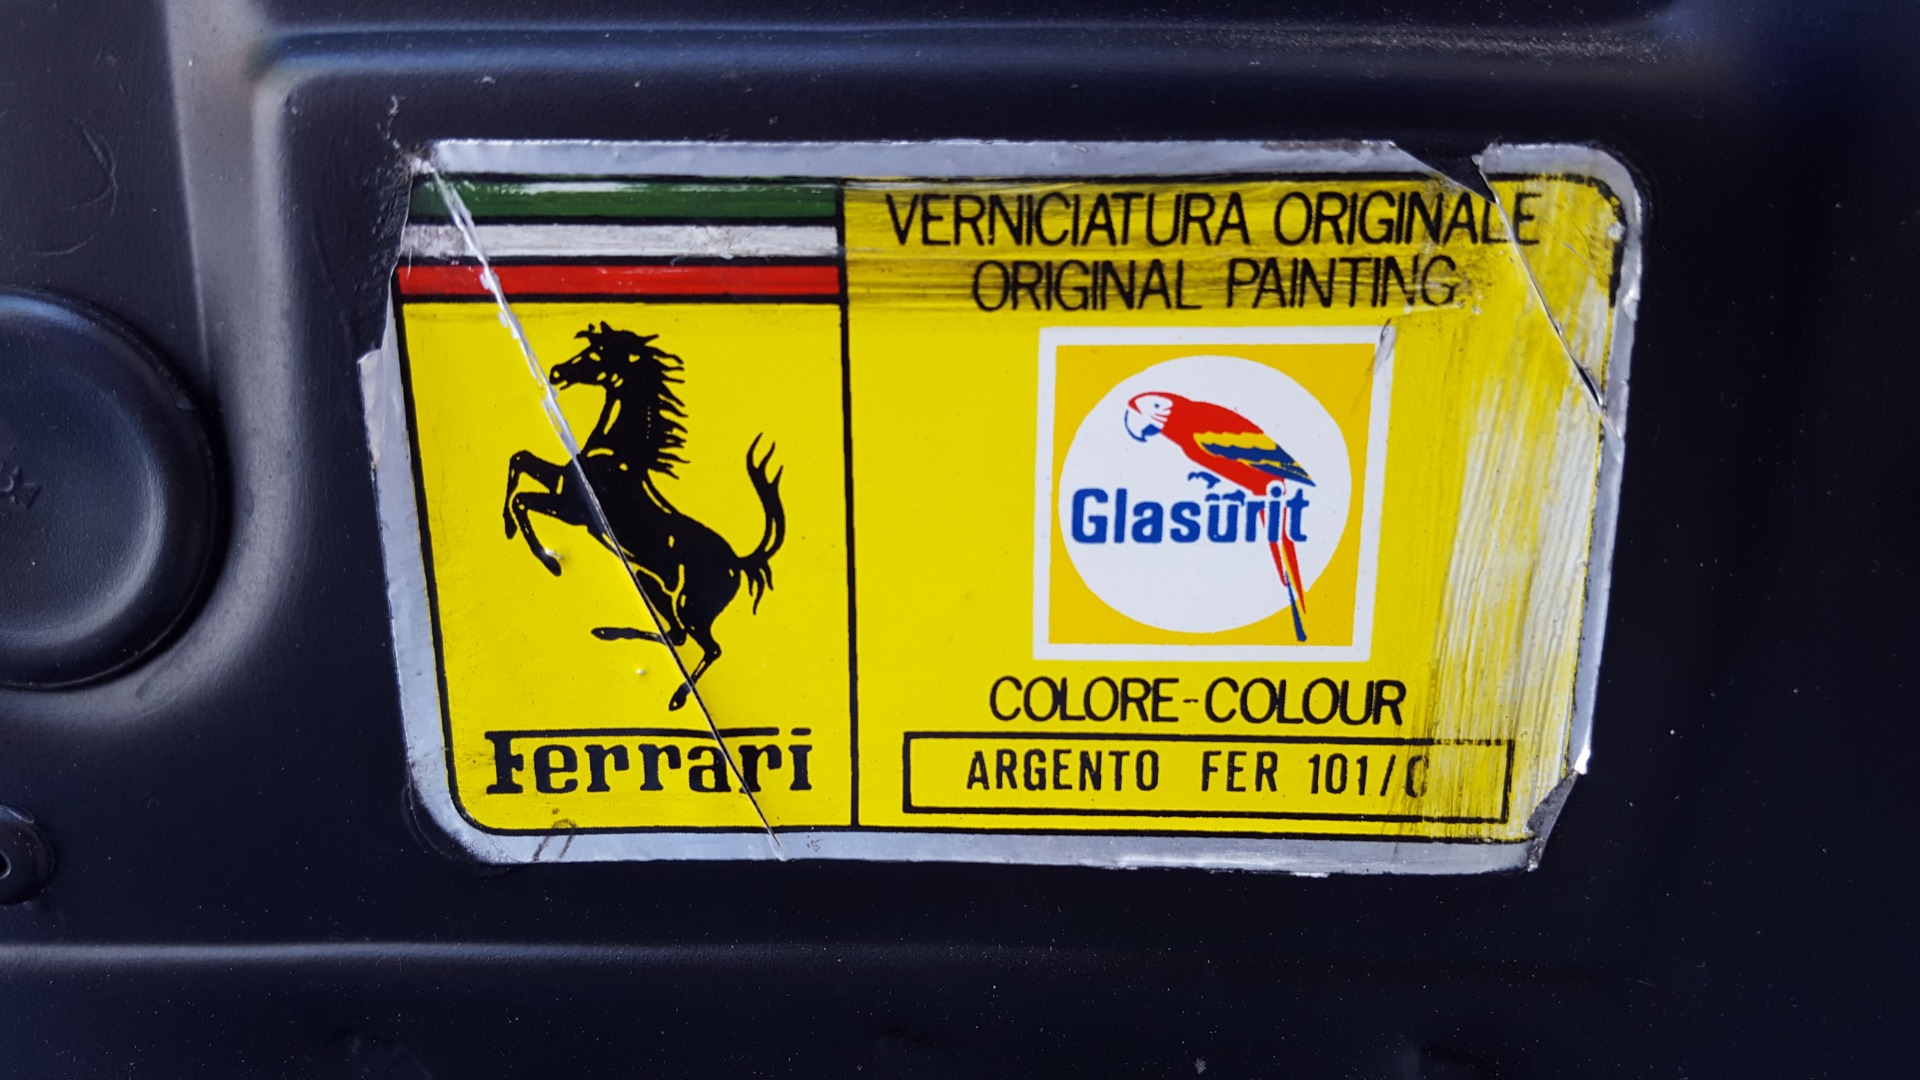 VERNICIATURA ORIGINALE
ORIGINAL PAINTING
Glasurit
COLORE-COLOUR
ARGENTO FER 101/C
Ferrari